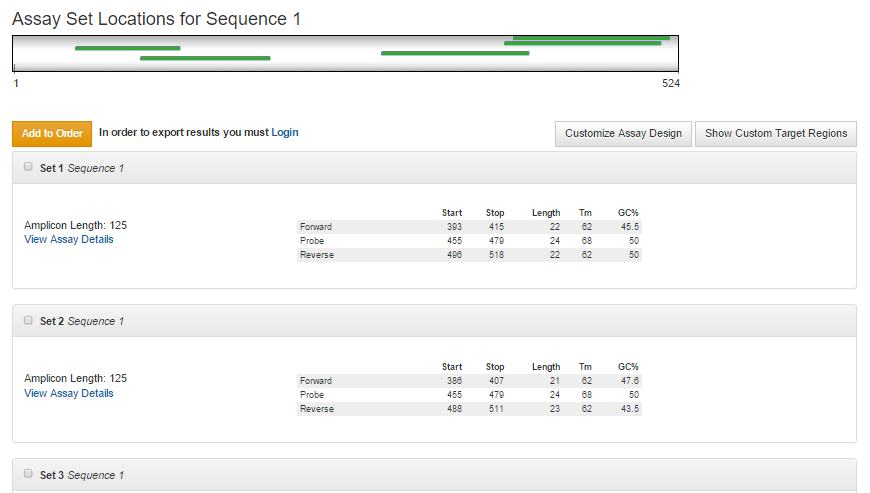 Assay Set Locations for Sequence 1
1 524
Add to Order In order to export results you must Login Customize Assay Design Show Custom Target Regions
Set 1 Sequence 1
Start Stop Length Tm GC%
Amplicon Length: 125
View Assay Details
Forward 393 415 22 62 45.5
Probe 455 479 24 68 50
Reverse 496 518 22 62 50
Set 2 Sequence 1
Start Stop Length Tm GC%
Amplicon Length: 125
View Assay Details
Forward 386 407 21 62 47.6
Probe 455 479 24 68 50
Reverse 488 511 23 62 43.5
Set 3 Sequence 1